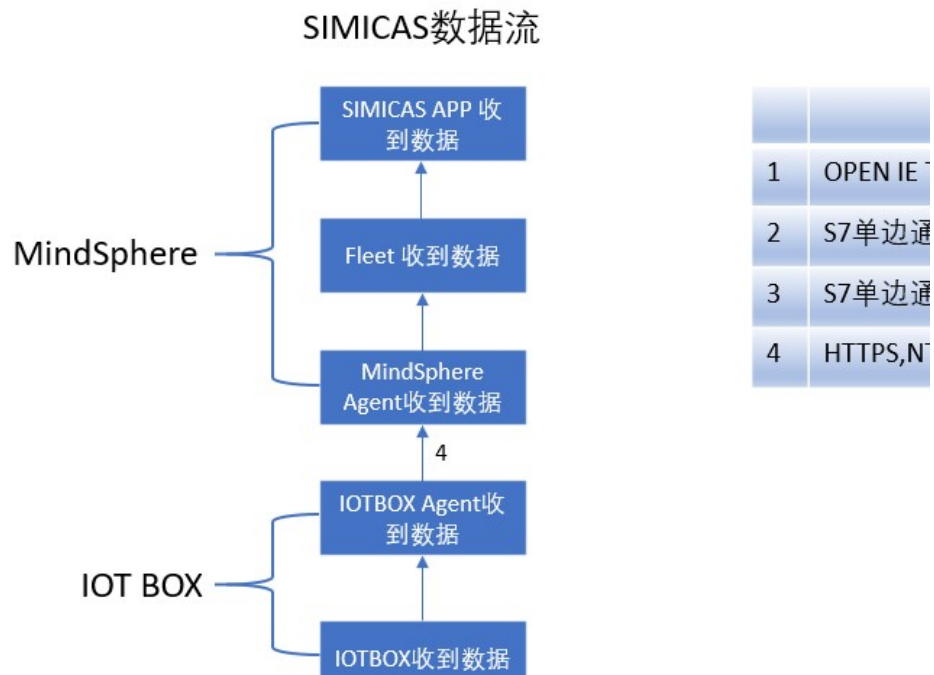 SIMICAS数据流
SIMICAS APP 收
到数据
MindSphere
Fleet 收到数据
MindSphere
Agent收到数据
4
IOTBOX Agent收
到数据
IOT BOX
IOTBOX收到数据
1 OPEN IE
2 S7单边通
3 S7单边通
4 HTTPS,NT